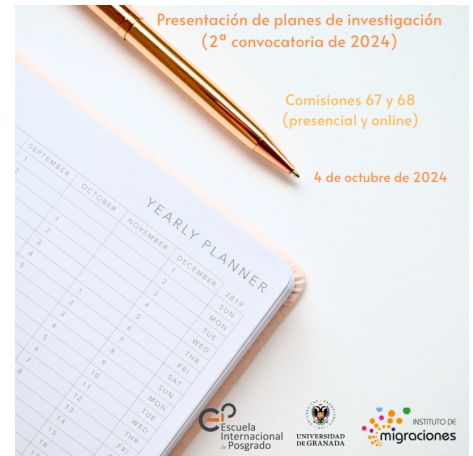 Presentación de planes de investigación
(2ª convocatoria de 2024)
Comisiones 67 y 68
(presencial y online)
4 de octubre de 2024
YEARLY PLANNER
SEPTEMBER
OCTOBER
NOVEMBER
DECEMBER
2019
SUN
MON
TUE
WED
THR
FRI
SAT
SUN
MON
TUE
WED
THR
Escuela
Internacional
de Posgrado
UNIVERSIDAD
DE GRANADA
INSTITUTO DE
migraciones